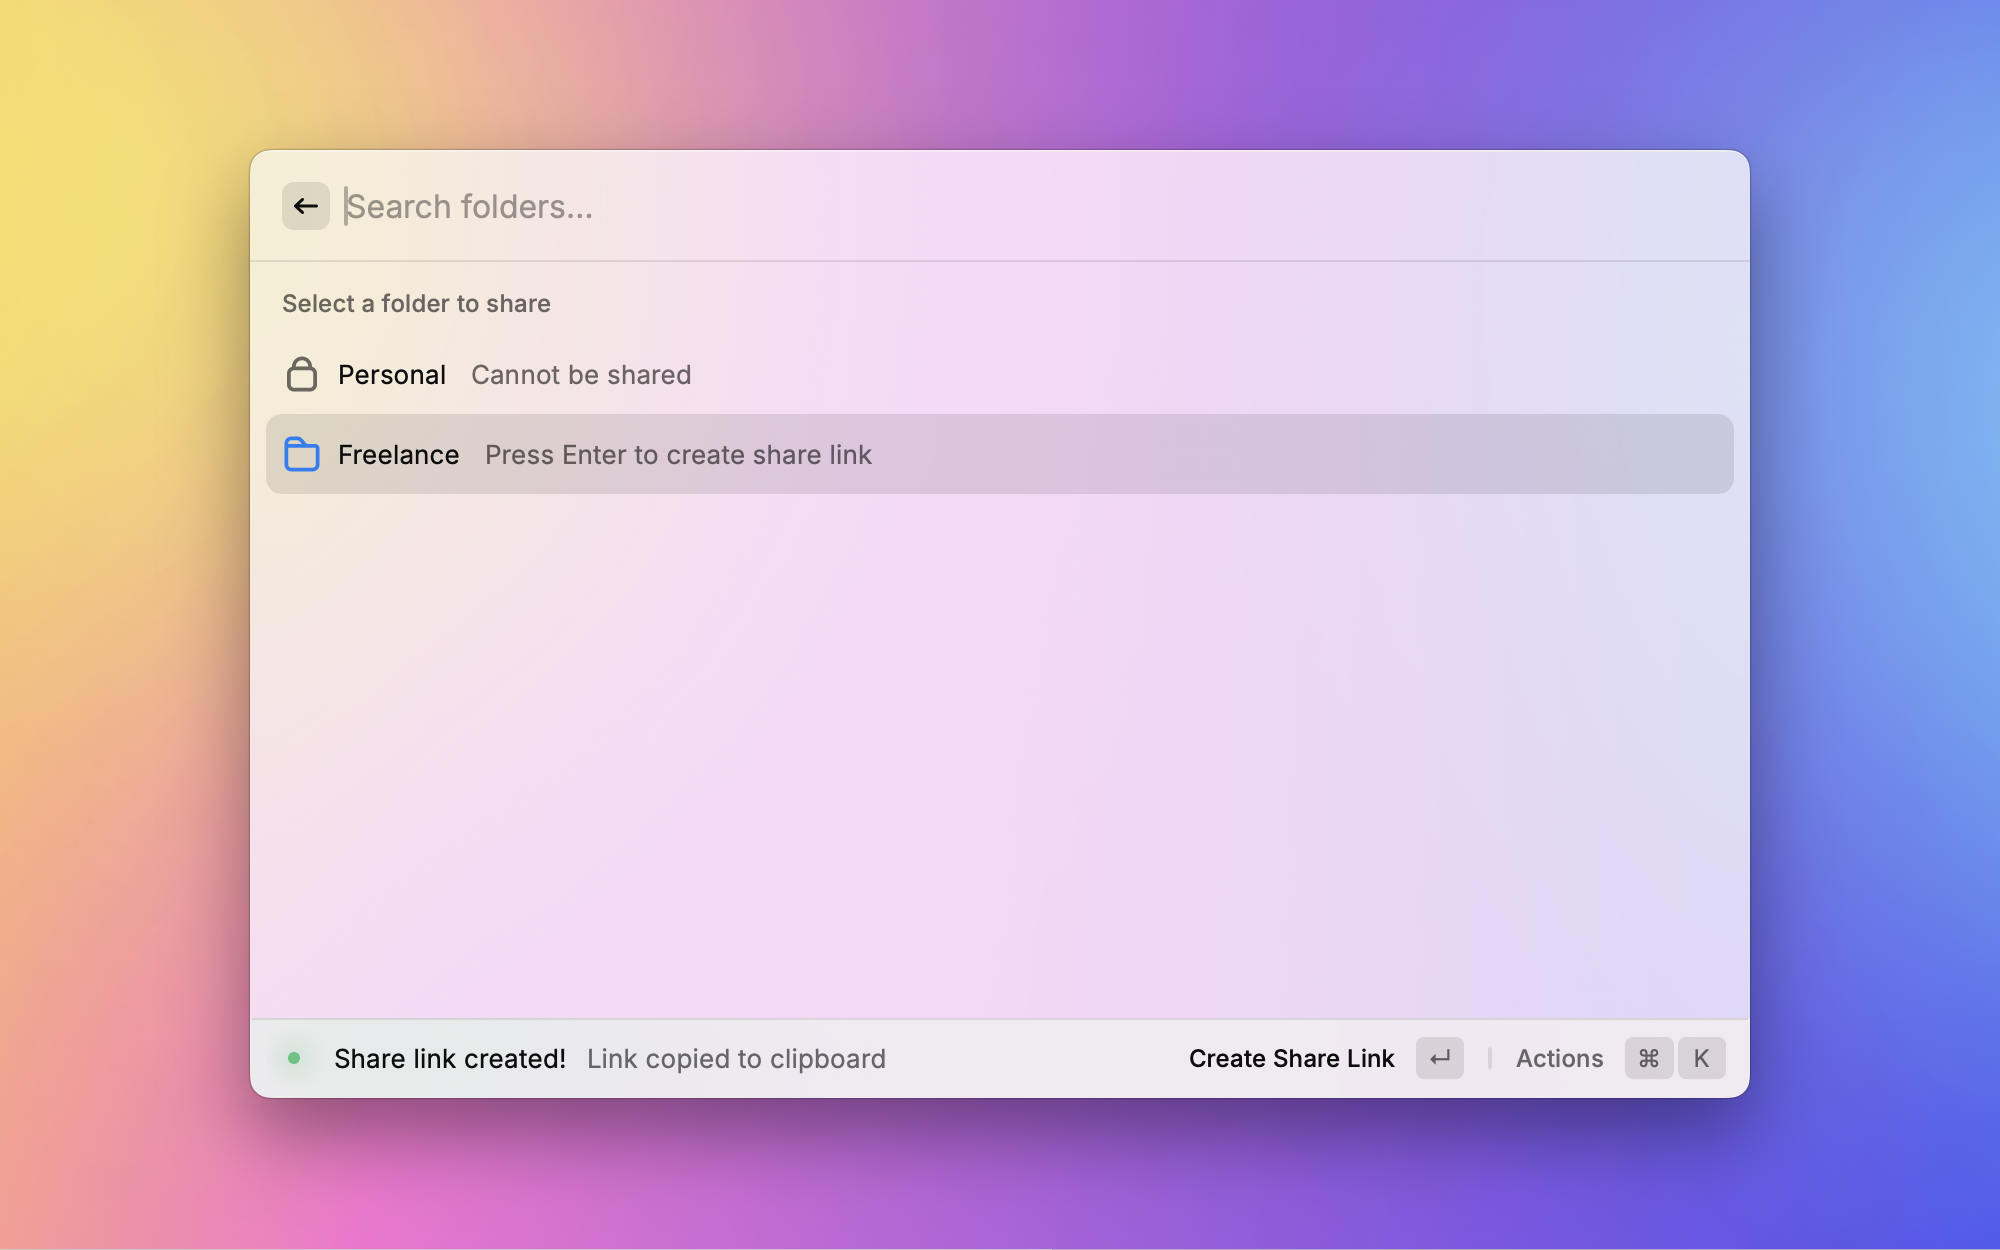 Search folders...
Select a folder to share
Personal Cannot be shared
Freelance Press Enter to create share link
Share link created! Link copied to clipboard Create Share Link ↵ Actions ⌘ K